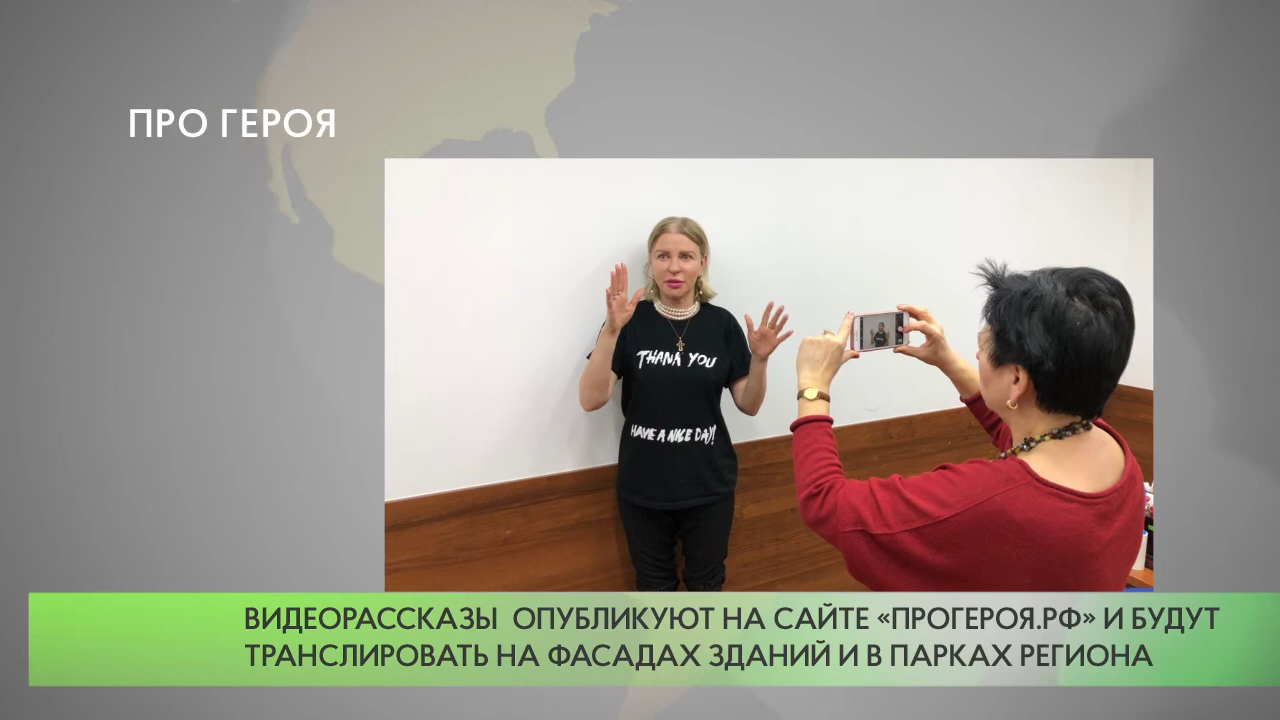 ПРО ГЕРОЯ
THANK YOU
HAVE A NICE DAY!
ВИДЕОРАССКАЗЫ ОПУБЛИКУЮТ НА САЙТЕ «ПРОГЕРОЯ.РФ» И БУДУТ
ТРАНСЛИРОВАТЬ НА ФАСАДАХ ЗДАНИЙ И В ПАРКАХ РЕГИОНА